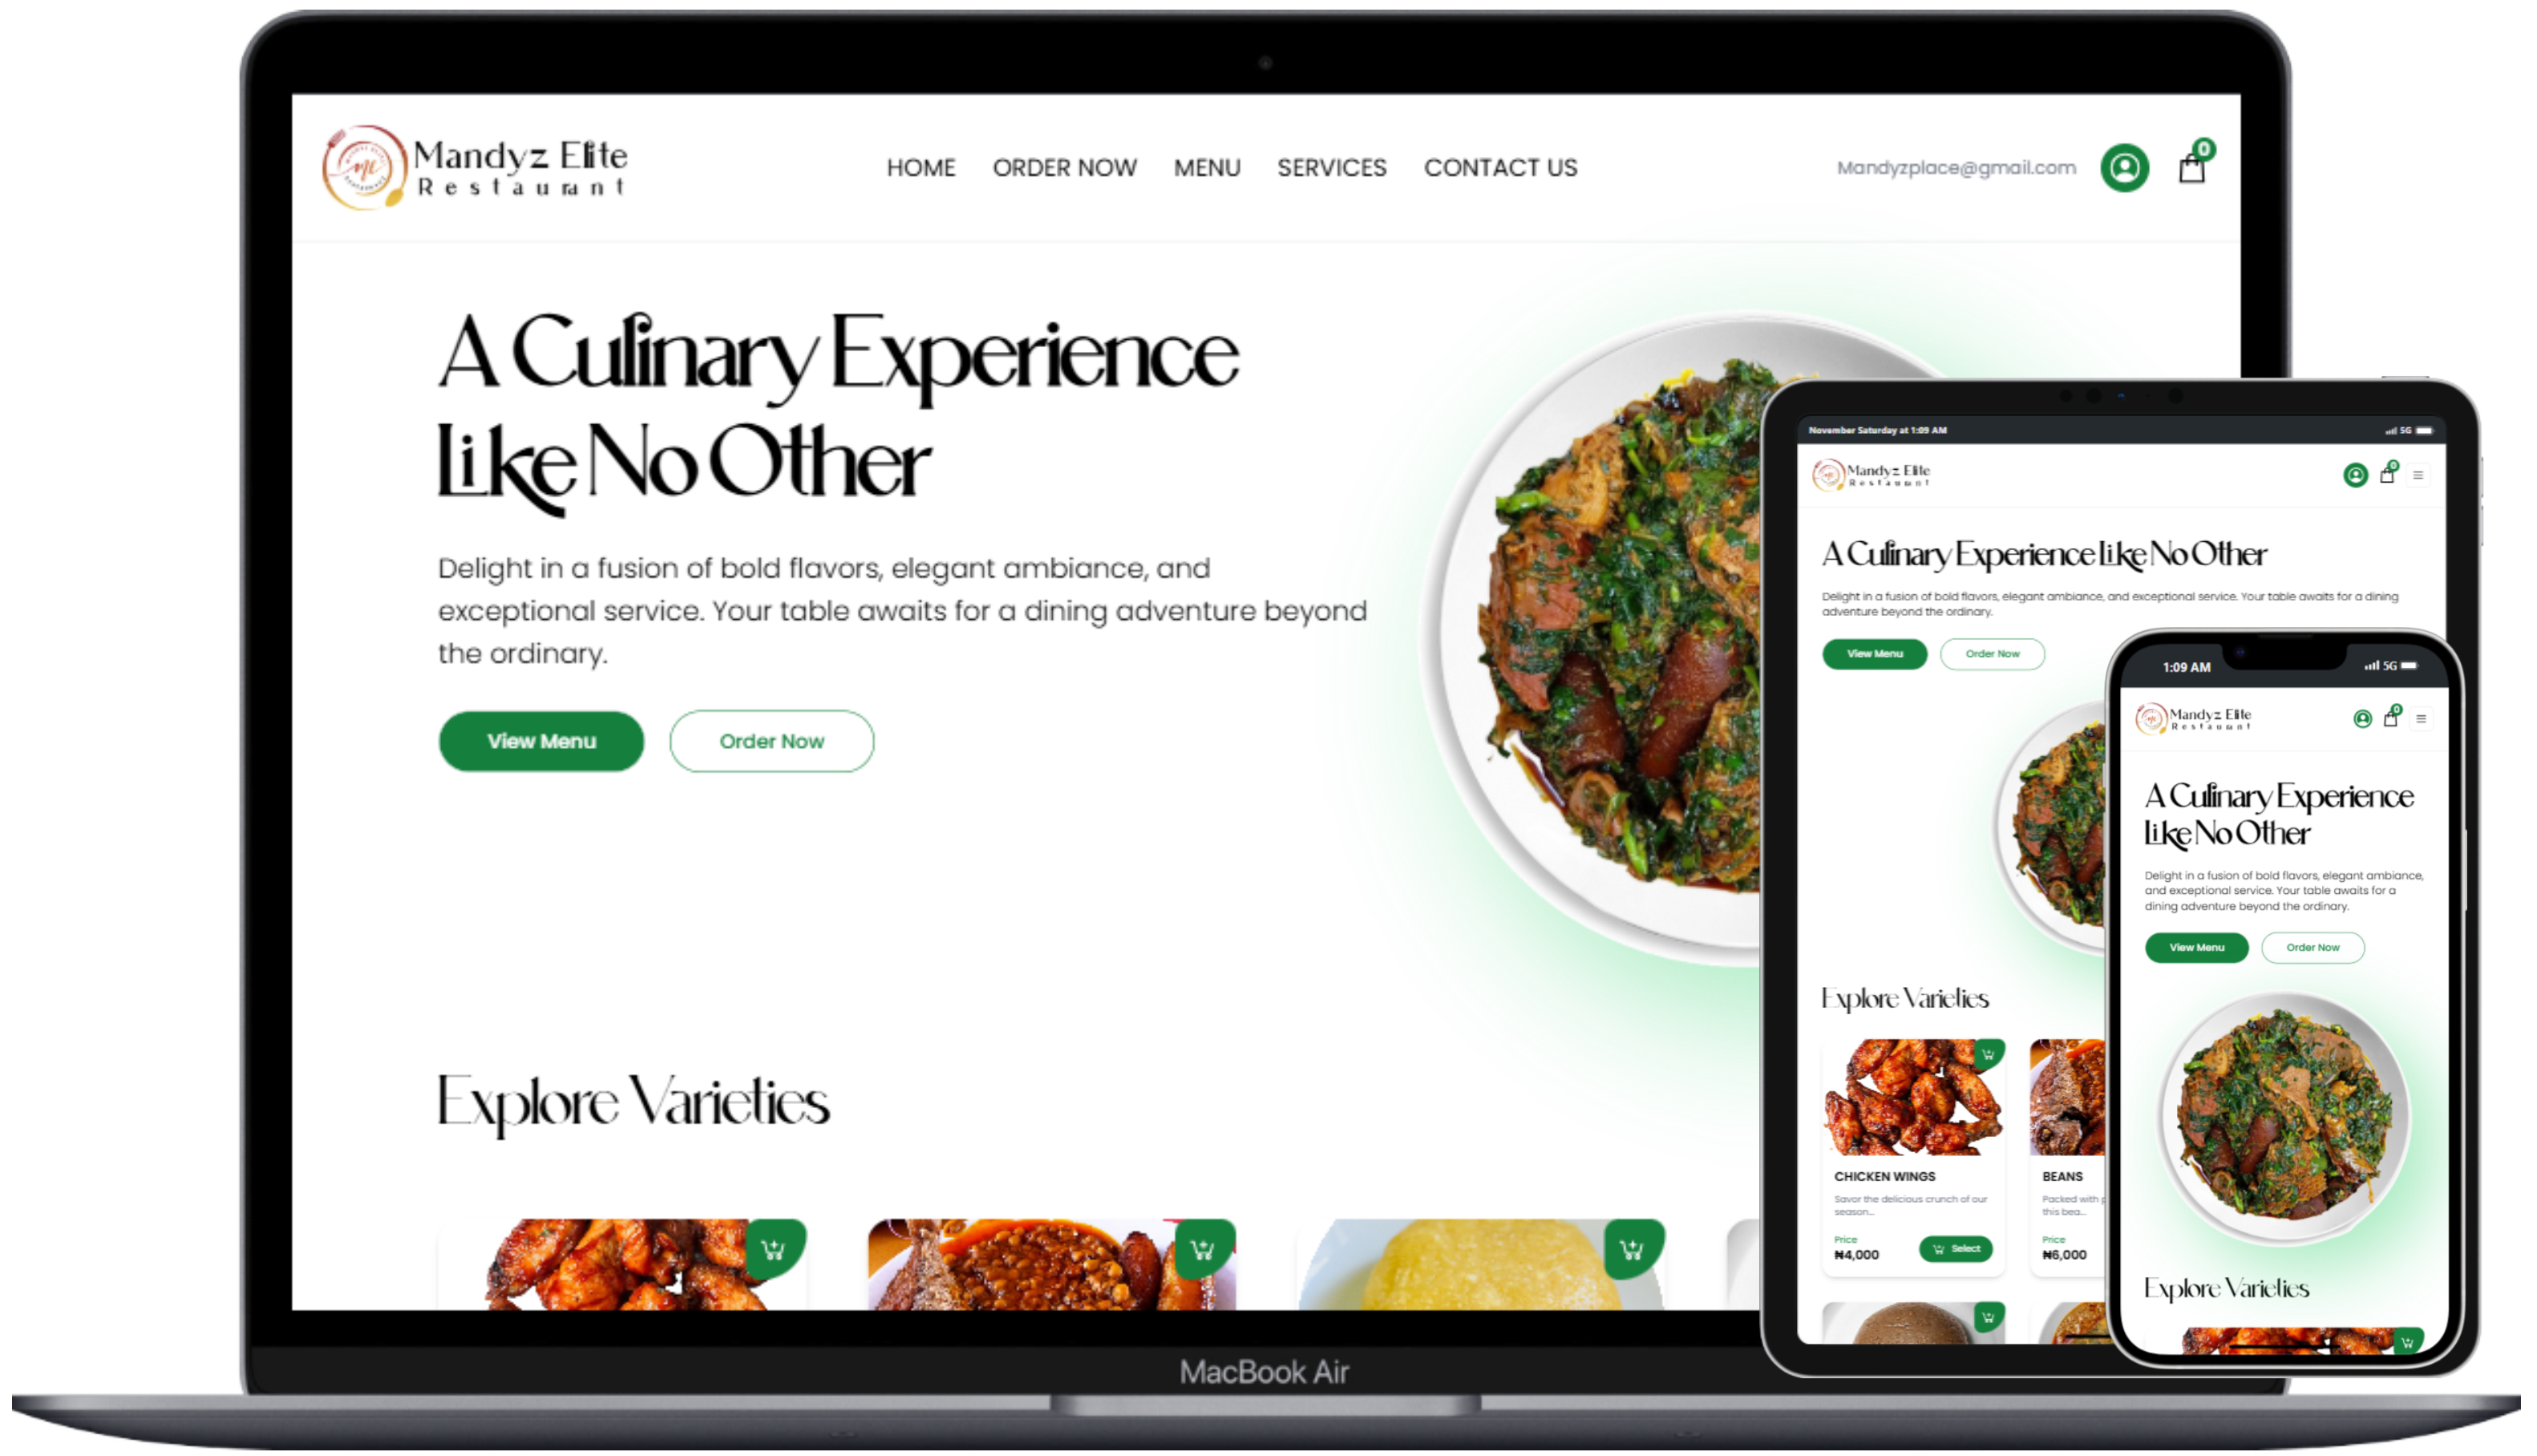 Mandyz Elite
Restaurant
HOME ORDER NOW MENU SERVICES CONTACT US
Mandyzplace@gmail.com
0
A Culinary Experience
Like No Other
Delight in a fusion of bold flavors, elegant ambiance, and
exceptional service. Your table awaits for a dining adventure beyond
the ordinary.
View Menu Order Now
Explore Varieties
MacBook Air
November Saturday at 1:09 AM 5G
Mandyz Elite
Restaurant
0
A Culinary Experience Like No Other
Delight in a fusion of bold flavors, elegant ambiance, and exceptional service. Your table awaits for a dining
adventure beyond the ordinary.
View Menu Order Now
Explore Varieties
CHICKEN WINGS
Savor the delicious crunch of our
season...
Price
₦4,000
Select
BEANS
Packed with
this bea...
Price
₦6,000
1:09 AM 5G
Mandyz Elite
Restaurant
0
A Culinary Experience
Like No Other
Delight in a fusion of bold flavors, elegant ambiance,
and exceptional service. Your table awaits for a
dining adventure beyond the ordinary.
View Menu Order Now
Explore Varieties